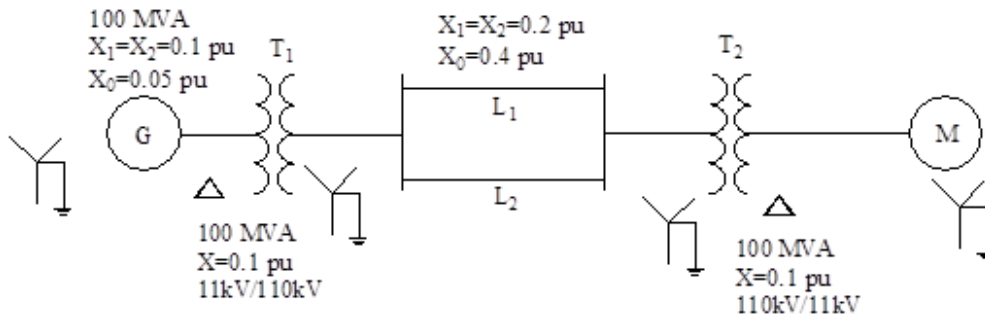 100 MVA
X₁=X₂=0.1 pu
X₀=0.05 pu
T₁
X₁=X₂=0.2 pu
X₀=0.4 pu
T₂
G
L₁
M
L₂
100 MVA
X=0.1 pu
11kV/110kV
100 MVA
X=0.1 pu
110kV/11kV